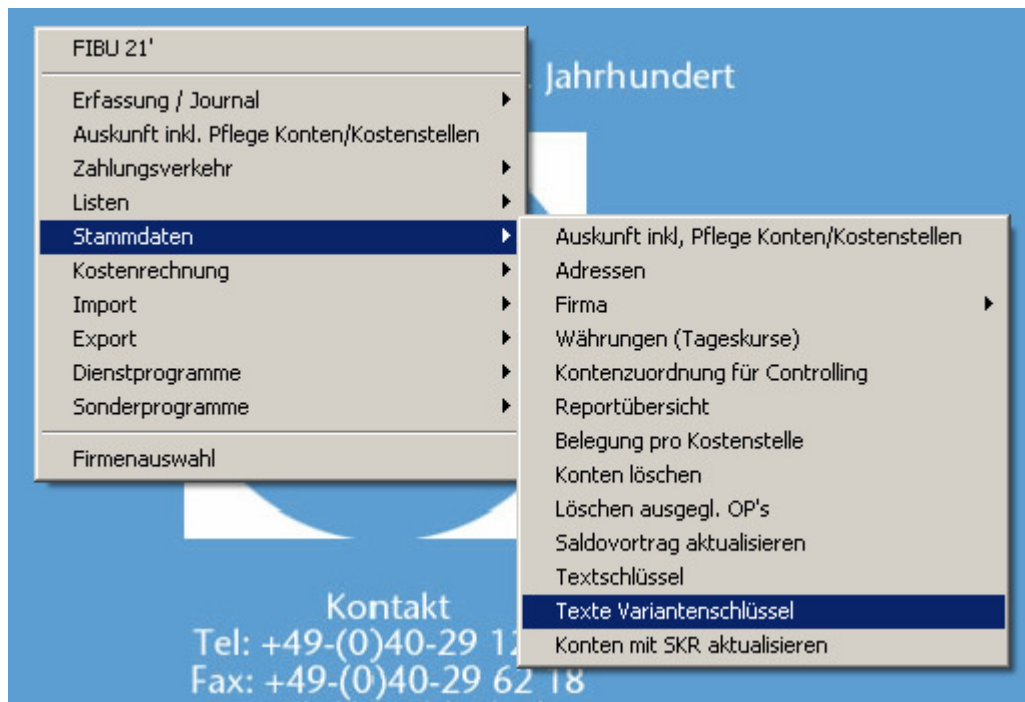 FIBU 21'
Jahrhundert
Erfassung / Journal
Auskunft inkl. Pflege Konten/Kostenstellen
Zahlungsverkehr
Listen
Stammdaten
Kostenrechnung
Import
Export
Dienstprogramme
Sonderprogramme
Firmenauswahl
Auskunft inkl, Pflege Konten/Kostenstellen
Adressen
Firma
Währungen (Tageskurse)
Kontenzuordnung für Controlling
Reportübersicht
Belegung pro Kostenstelle
Konten löschen
Löschen ausgegl. OP's
Saldovortrag aktualisieren
Textschlüssel
Texte Variantenschlüssel
Konten mit SKR aktualisieren
Kontakt
Tel: +49-(0)40-29 1
Fax: +49-(0)40-29 62 18